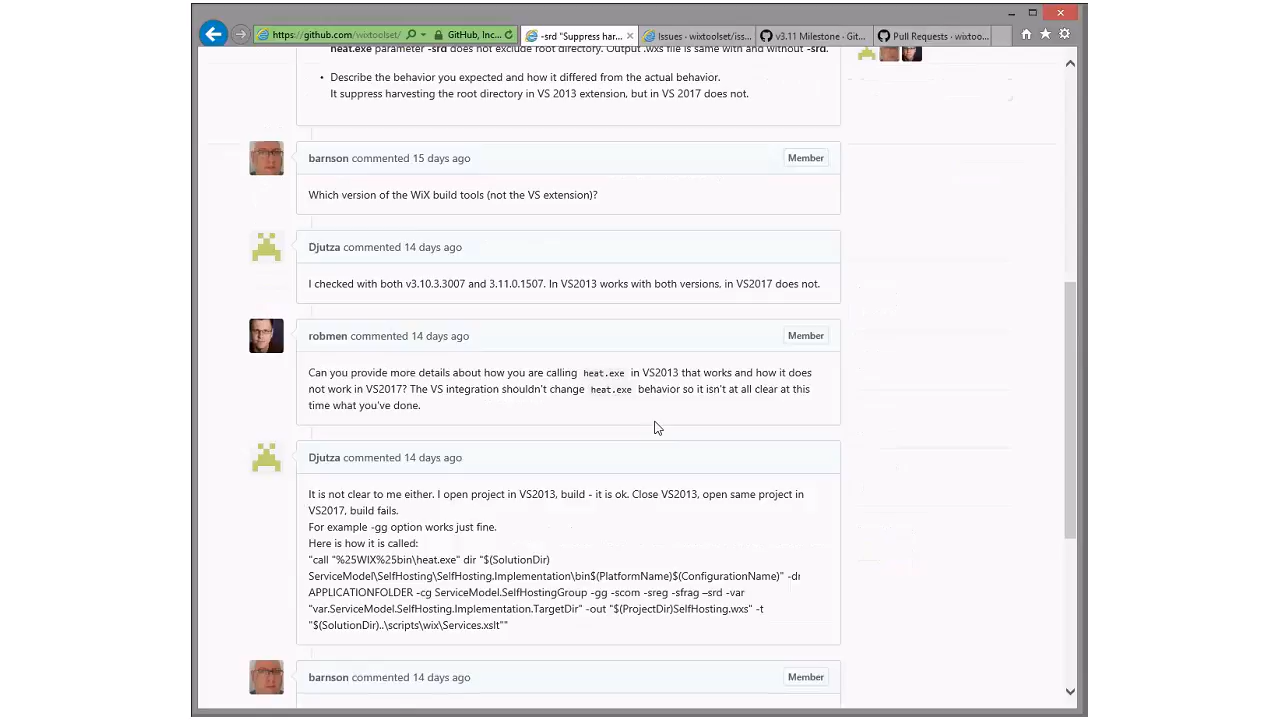 https://github.com/wixtoolset/
GitHub, Inc...
-srd "Suppress har...
Issues · wixtoolset/iss...
v3.11 Milestone · Git...
Pull Requests · wixtoo...
heat.exe parameter -srd does not exclude root directory. Output .wxs file is same with and without -srd.
• Describe the behavior you expected and how it differed from the actual behavior.
It suppress harvesting the root directory in VS 2013 extension, but in VS 2017 does not.
barnson commented 15 days ago
Member
Which version of the WiX build tools (not the VS extension)?
Djutza commented 14 days ago
I checked with both v3.10.3.3007 and 3.11.0.1507. In VS2013 works with both versions, in VS2017 does not.
robmen commented 14 days ago
Member
Can you provide more details about how you are calling heat.exe in VS2013 that works and how it does
not work in VS2017? The VS integration shouldn't change heat.exe behavior so it isn't at all clear at this
time what you've done.
Djutza commented 14 days ago
It is not clear to me either. I open project in VS2013, build - it is ok. Close VS2013, open same project in
VS2017, build fails.
For example -gg option works just fine.
Here is how it is called:
"call "%25WIX%25bin\heat.exe" dir "$(SolutionDir)
ServiceModel\SelfHosting\SelfHosting.Implementation\bin$(PlatformName)$(ConfigurationName)" -dr
APPLICATIONFOLDER -cg ServiceModel.SelfHostingGroup -gg -scom -sreg -sfrag –srd -var
"var.ServiceModel.SelfHosting.Implementation.TargetDir" -out "$(ProjectDir)SelfHosting.wxs" -t
"$(SolutionDir)..\scripts\wix\Services.xslt""
barnson commented 14 days ago
Member